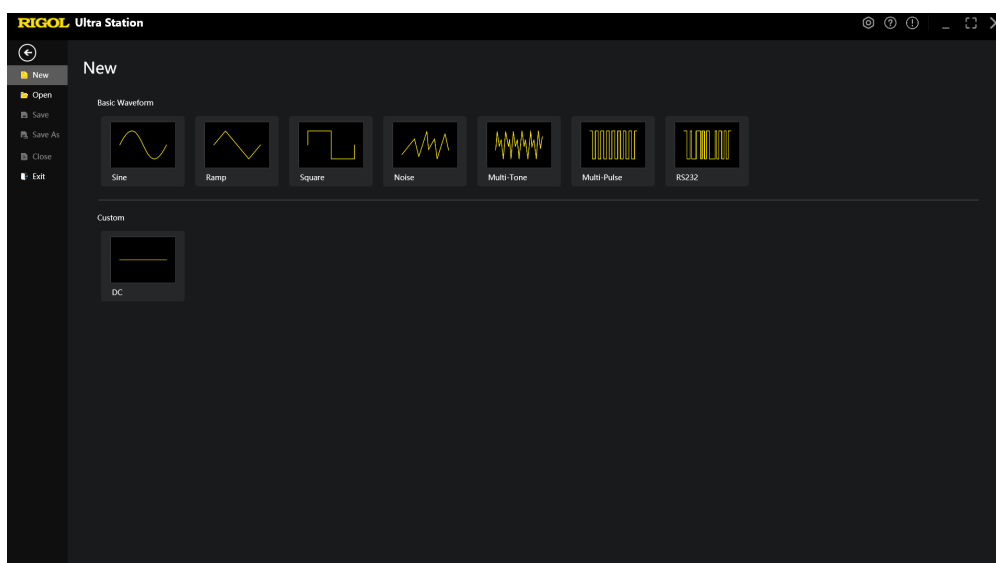 RIGOL Ultra Station
New
Open
Save
Save As
Close
Exit
New
Basic Waveform
Sine
Ramp
Square
Noise
Multi-Tone
Multi-Pulse
RS232
Custom
DC